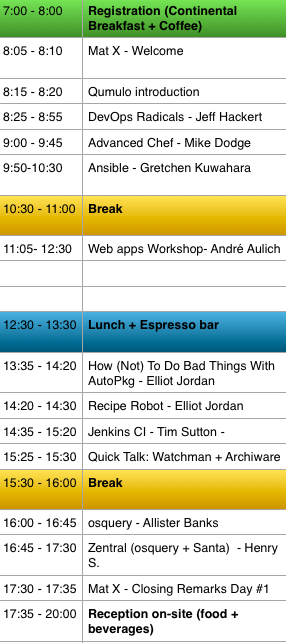 7:00 - 8:00 Registration (Continental
Breakfast + Coffee)
8:05 - 8:10 Mat X - Welcome
8:15 - 8:20 Qumulo introduction
8:25 - 8:55 DevOps Radicals - Jeff Hackert
9:00 - 9:45 Advanced Chef - Mike Dodge
9:50-10:30 Ansible - Gretchen Kuwahara
10:30 - 11:00 Break
11:05- 12:30 Web apps Workshop- André Aulich
12:30 - 13:30 Lunch + Espresso bar
13:35 - 14:20 How (Not) To Do Bad Things With
AutoPkg - Elliot Jordan
14:20 - 14:30 Recipe Robot - Elliot Jordan
14:35 - 15:20 Jenkins CI - Tim Sutton -
15:25 - 15:30 Quick Talk: Watchman + Archiware
15:30 - 16:00 Break
16:00 - 16:45 osquery - Allister Banks
16:45 - 17:30 Zentral (osquery + Santa) - Henry
S.
17:30 - 17:35 Mat X - Closing Remarks Day #1
17:35 - 20:00 Reception on-site (food +
beverages)